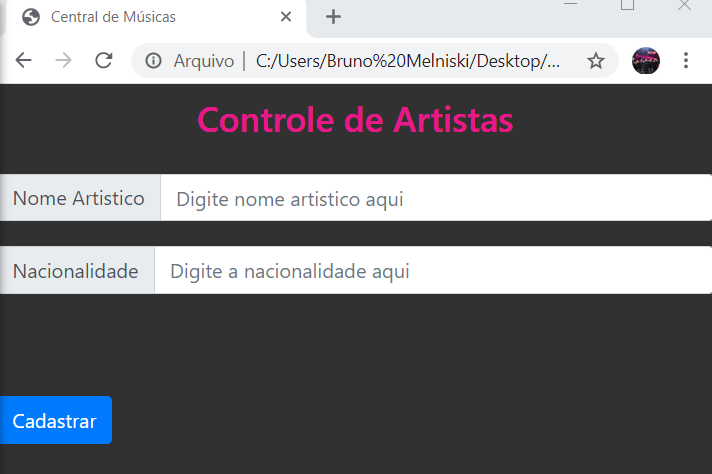 Central de Músicas
Arquivo | C:/Users/Bruno%20Melniski/Desktop/...
Controle de Artistas
Nome Artistico Digite nome artistico aqui
Nacionalidade Digite a nacionalidade aqui
Cadastrar